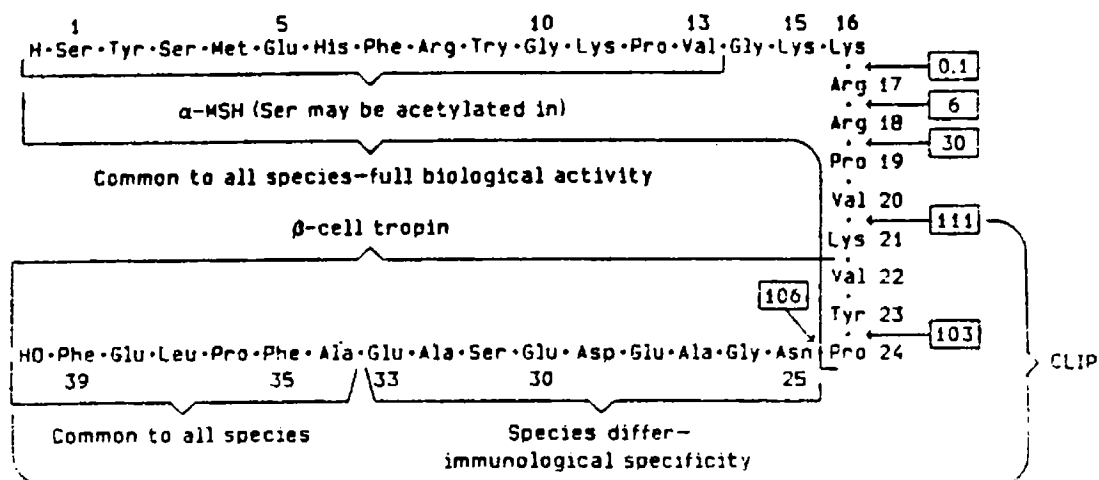 1 5 10 13 15 16
H·Ser·Tyr·Ser·Met·Glu·His·Phe·Arg·Try·Gly·Lys·Pro·Val·Gly·Lys·Lys
0.1
Arg 17
α-MSH (Ser may be acetylated in)
6
Arg 18
30
Pro 19
Common to all species-full biological activity
Val 20
111
β-cell tropin
Lys 21
Val 22
106
Tyr 23
103
HO·Phe·Glu·Leu·Pro·Phe·Ala·Glu·Ala·Ser·Glu·Asp·Glu·Ala·Gly·Asn Pro 24
CLIP
39 35 33 30 25
Common to all species
Species differ-
immunological specificity